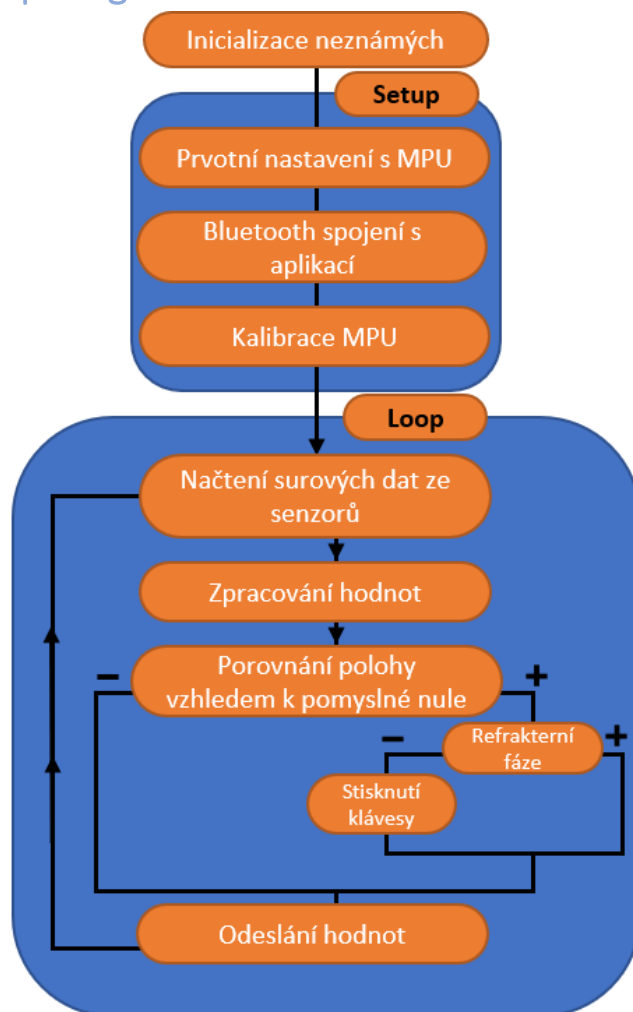 Inicializace neznámých
Setup
Prvotní nastavení s MPU
Bluetooth spojení s
aplikací
Kalibrace MPU
Loop
Načtení surových dat ze
senzorů
Zpracování hodnot
Porovnání polohy
vzhledem k pomyslné nule
–
+
Refrakterní
fáze
–
+
Stisknutí
klávesy
Odeslání hodnot